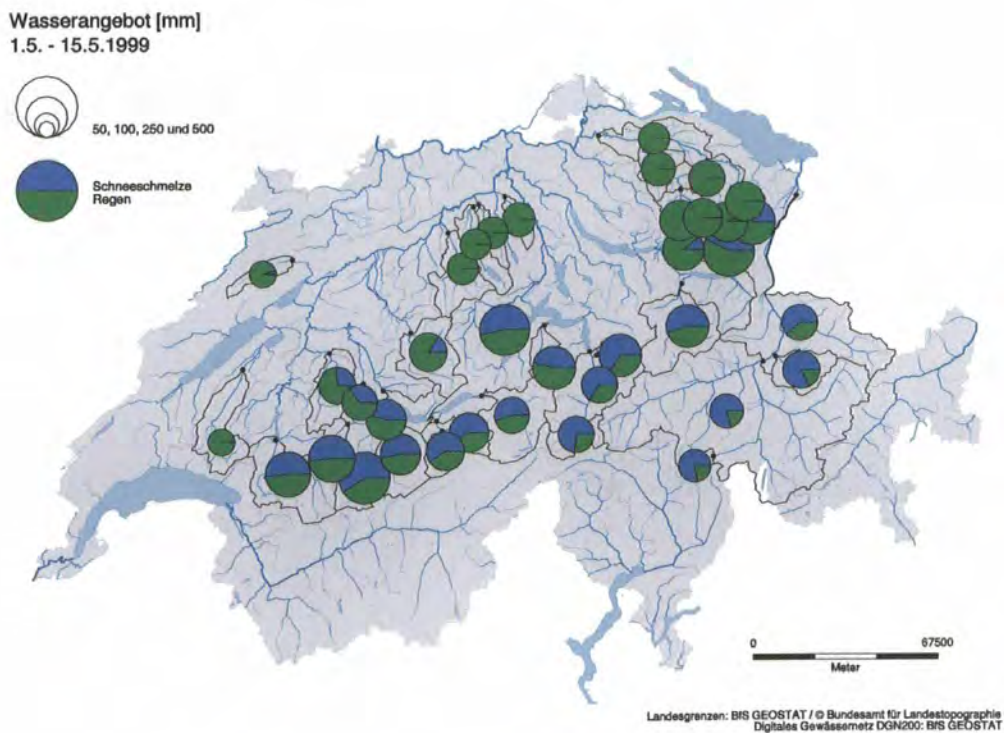 Wasserangebot [mm]
1.5. - 15.5.1999
50, 100, 250 und 500
Schneeschmelze
Regen
0 67500
Meter
Landesgrenzen: BfS GEOSTAT / © Bundesamt für Landestopographie
Digitales Gewässernetz DGN200: BfS GEOSTAT